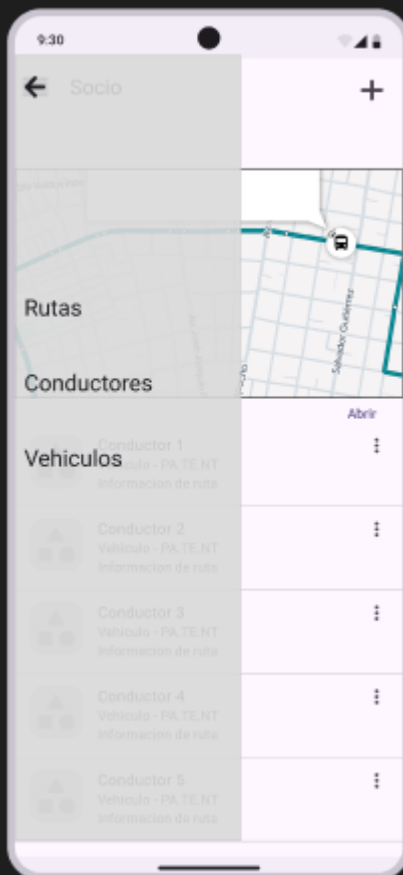 9:30
Socio
Rutas
Salvador Gutiérrez
Conductores
Abrir
Conductor 1
Vehiculos
Vehiculo - PA.TE.NT
Informacion de ruta
Conductor 2
Vehiculo - PA.TE.NT
Informacion de ruta
Conductor 3
Vehiculo - PA.TE.NT
Informacion de ruta
Conductor 4
Vehiculo - PA.TE.NT
Informacion de ruta
Conductor 5
Vehiculo - PA.TE.NT
Informacion de ruta